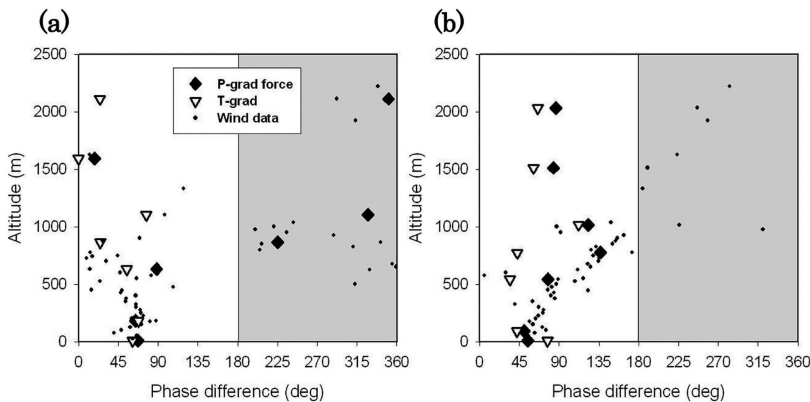 (a)
2500
2000
1500
1000
500
0
Altitude (m)
P-grad force
T-grad
Wind data
0 45 90 135 180 225 270 315 360
Phase difference (deg)
(b)
2500
2000
1500
1000
500
0
Altitude (m)
0 45 90 135 180 225 270 315 360
Phase difference (deg)